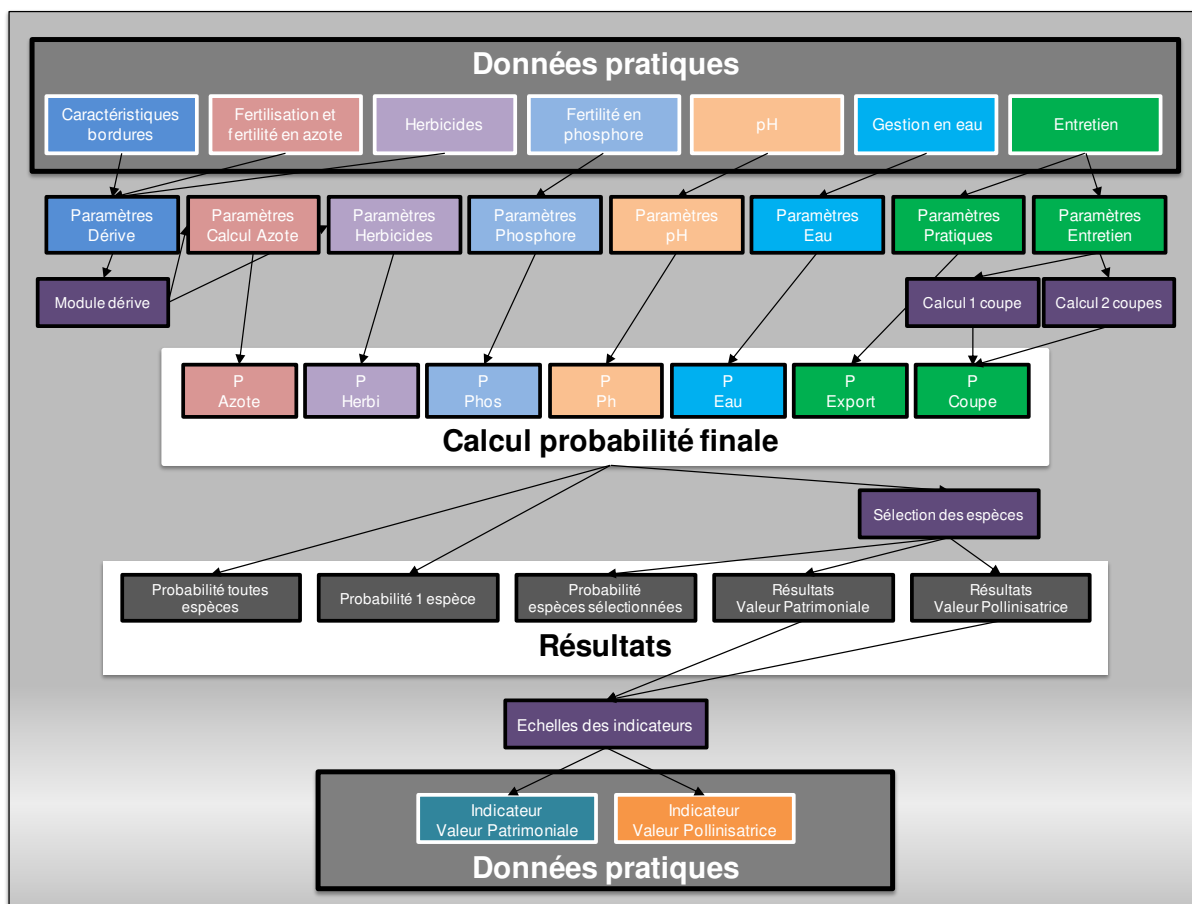 Données pratiques
Caractéristiques
bordures
Fertilisation et
fertilité en azote
Herbicides
Fertilité en
phosphore
pH
Gestion en eau
Entretien
Paramètres
Dérive
Paramètres
Calcul Azote
Paramètres
Herbicides
Paramètres
Phosphore
Paramètres
pH
Paramètres
Eau
Paramètres
Pratiques
Paramètres
Entretien
Module dérive
Calcul 1 coupe
Calcul 2 coupes
P
Azote
P
Herbi
P
Phos
P
Ph
P
Eau
P
Export
P
Coupe
Calcul probabilité finale
Sélection des espèces
Probabilité toutes
espèces
Probabilité 1 espèce
Probabilité
espèces sélectionnées
Résultats
Valeur Patrimoniale
Résultats
Valeur Pollinisatrice
Résultats
Echelles des indicateurs
Indicateur
Valeur Patrimoniale
Indicateur
Valeur Pollinisatrice
Données pratiques